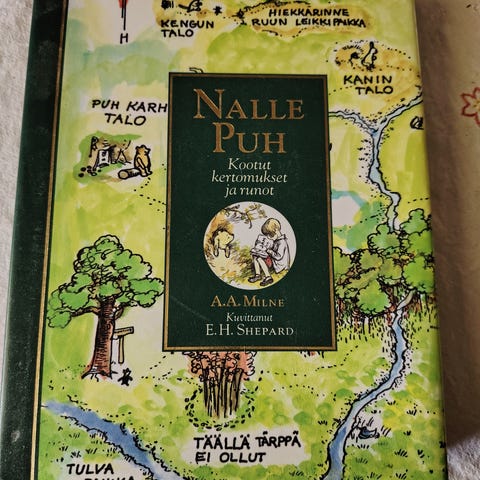 H
KENGUN
TALO
HIEKKARINNE
RUUN LEIKKIPAIKKA
KANIN
TALO
PUH KARH
TALO
NALLE
PUH
Kootut
kertomukset
ja runot
A.A. MILNE
Kuvittanut
E.H. SHEPARD
TÄÄLLÄ TÄRPPÄ
EI OLLUT
TULVA